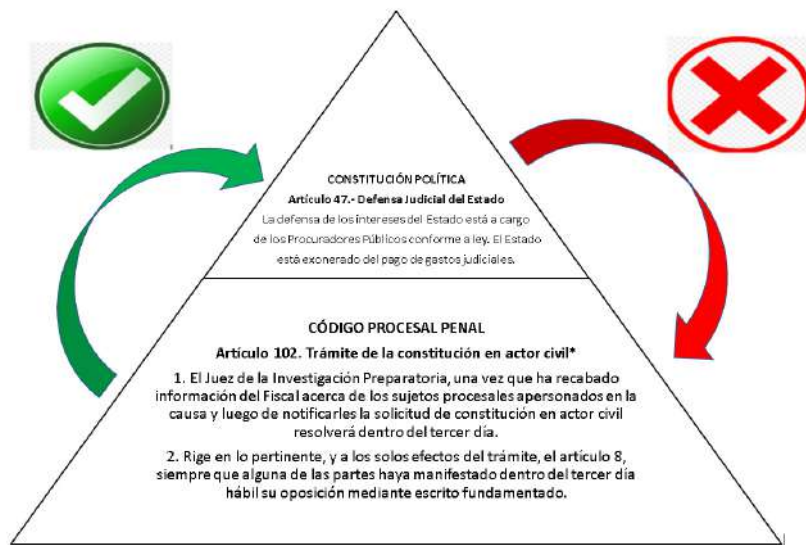 CONSTITUCIÓN POLÍTICA
Artículo 47.- Defensa Judicial del Estado
La defensa de los intereses del Estado está a cargo
de los Procuradores Públicos conforme a ley. El Estado
está exonerado del pago de gastos judiciales.
CÓDIGO PROCESAL PENAL
Artículo 102. Trámite de la constitución en actor civil*
1. El Juez de la Investigación Preparatoria, una vez que ha recabado
información del Fiscal acerca de los sujetos procesales apersonados en la
causa y luego de notificarles la solicitud de constitución en actor civil
resolverá dentro del tercer día.
2. Rige en lo pertinente, y a los solos efectos del trámite, el artículo 8,
siempre que alguna de las partes haya manifestado dentro del tercer día
hábil su oposición mediante escrito fundamentado.